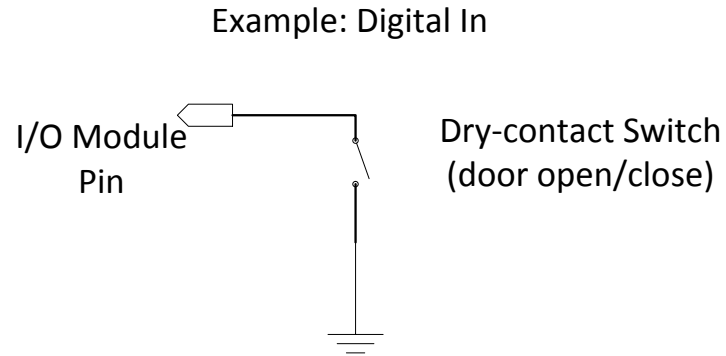 Example: Digital In
I/O Module
Pin
Dry-contact Switch
(door open/close)